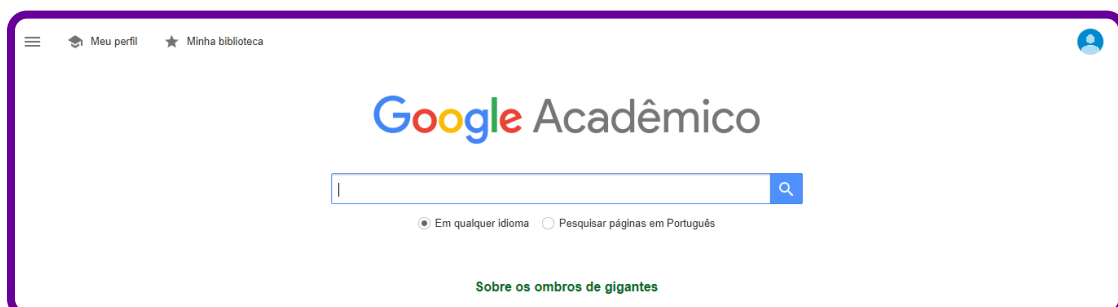 Meu perfil Minha biblioteca
Google Acadêmico
Em qualquer idioma Pesquisar páginas em Português
Sobre os ombros de gigantes